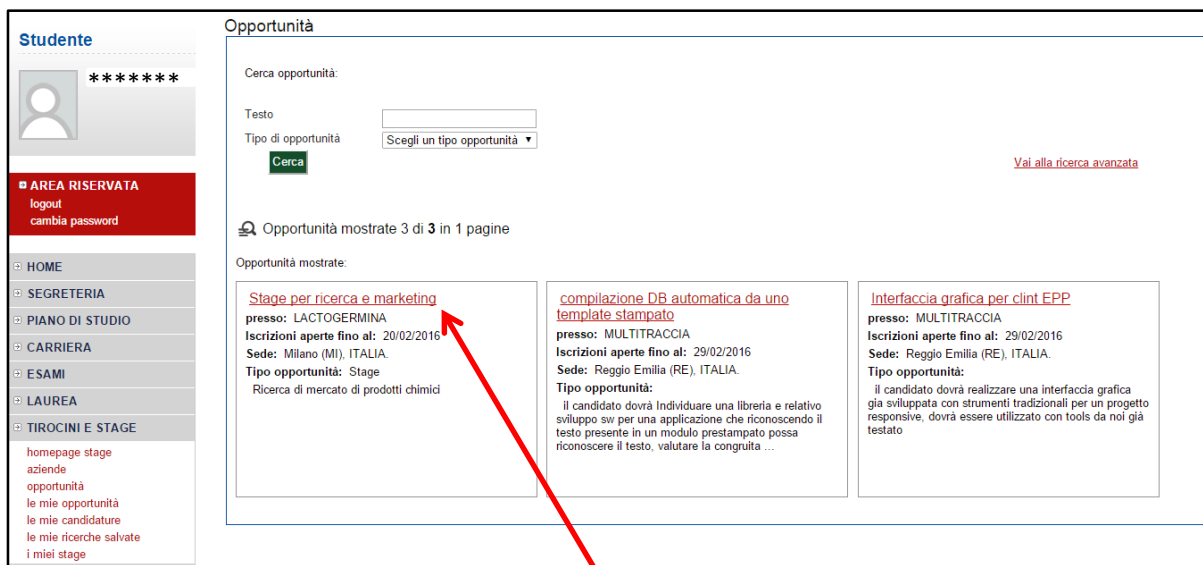 Studente
*******
AREA RISERVATA
logout
cambia password
HOME
SEGRETERIA
PIANO DI STUDIO
CARRIERA
ESAMI
LAUREA
TIROCINI E STAGE
homepage stage
aziende
opportunità
le mie opportunità
le mie candidature
le mie ricerche salvate
i miei stage
Opportunità
Cerca opportunità:
Testo
Tipo di opportunità
Scegli un tipo opportunità
Cerca
Vai alla ricerca avanzata
Opportunità mostrate 3 di 3 in 1 pagine
Opportunità mostrate:
Stage per ricerca e marketing
presso: LACTOGERMINA
Iscrizioni aperte fino al: 20/02/2016
Sede: Milano (MI), ITALIA.
Tipo opportunità: Stage
Ricerca di mercato di prodotti chimici
compilazione DB automatica da uno
template stampato
presso: MULTITRACCIA
Iscrizioni aperte fino al: 29/02/2016
Sede: Reggio Emilia (RE), ITALIA.
Tipo opportunità:
il candidato dovrà Individuare una libreria e relativo
sviluppo sw per una applicazione che riconoscendo il
testo presente in un modulo prestampato possa
riconoscere il testo, valutare la congruita ...
Interfaccia grafica per clint EPP
presso: MULTITRACCIA
Iscrizioni aperte fino al: 29/02/2016
Sede: Reggio Emilia (RE), ITALIA.
Tipo opportunità:
il candidato dovrà realizzare una interfaccia grafica
gia sviluppata con strumenti tradizionali per un progetto
responsive, dovrà essere utilizzato con tools da noi già
testato